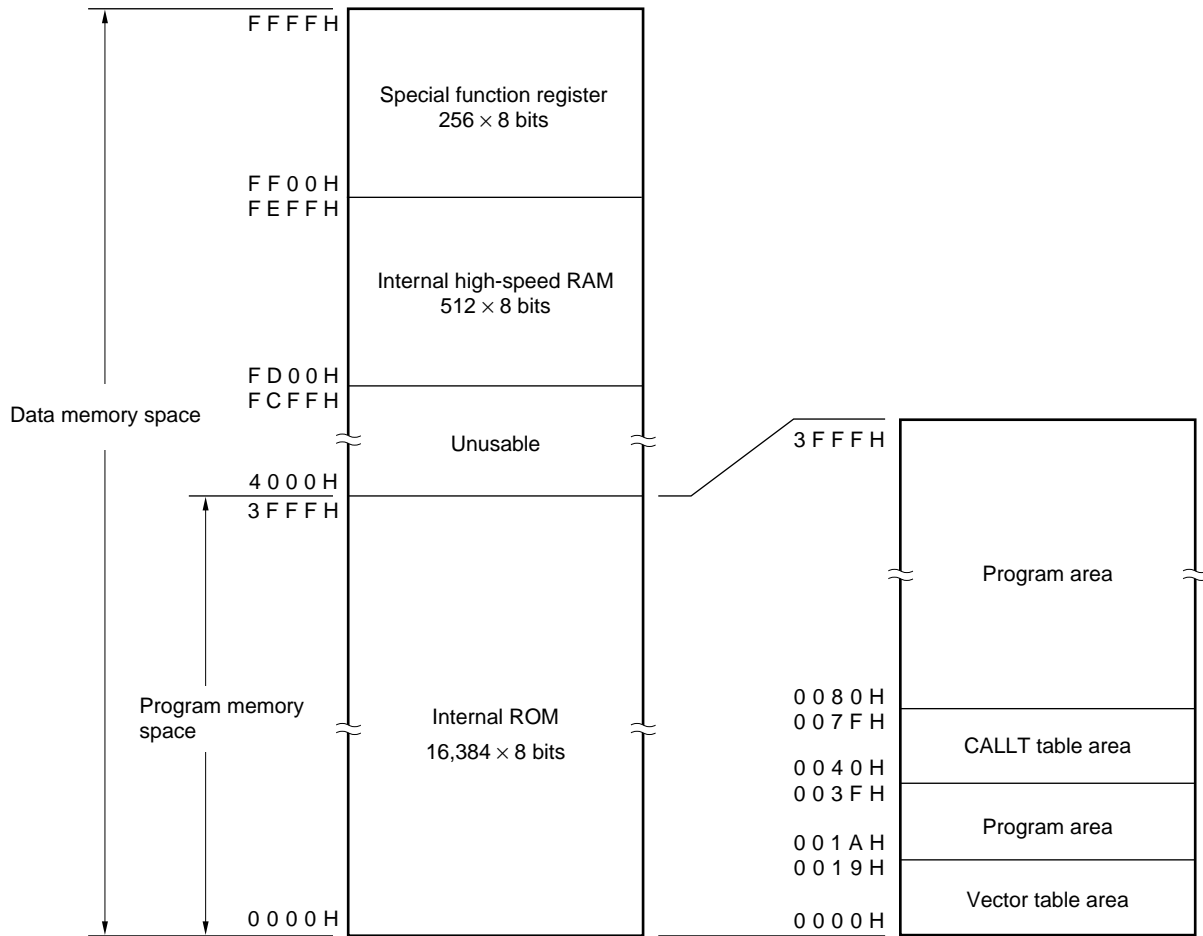 FFFFH
Special function register
256 × 8 bits
FF00H
FEFFH
Internal high-speed RAM
512 × 8 bits
FD00H
FCFFH
Data memory space
Unusable
4000H
3FFFH
Program memory
space
Internal ROM
16,384 × 8 bits
0000H
3FFFH
Program area
0080H
007FH
CALLT table area
0040H
003FH
Program area
001AH
0019H
Vector table area
0000H